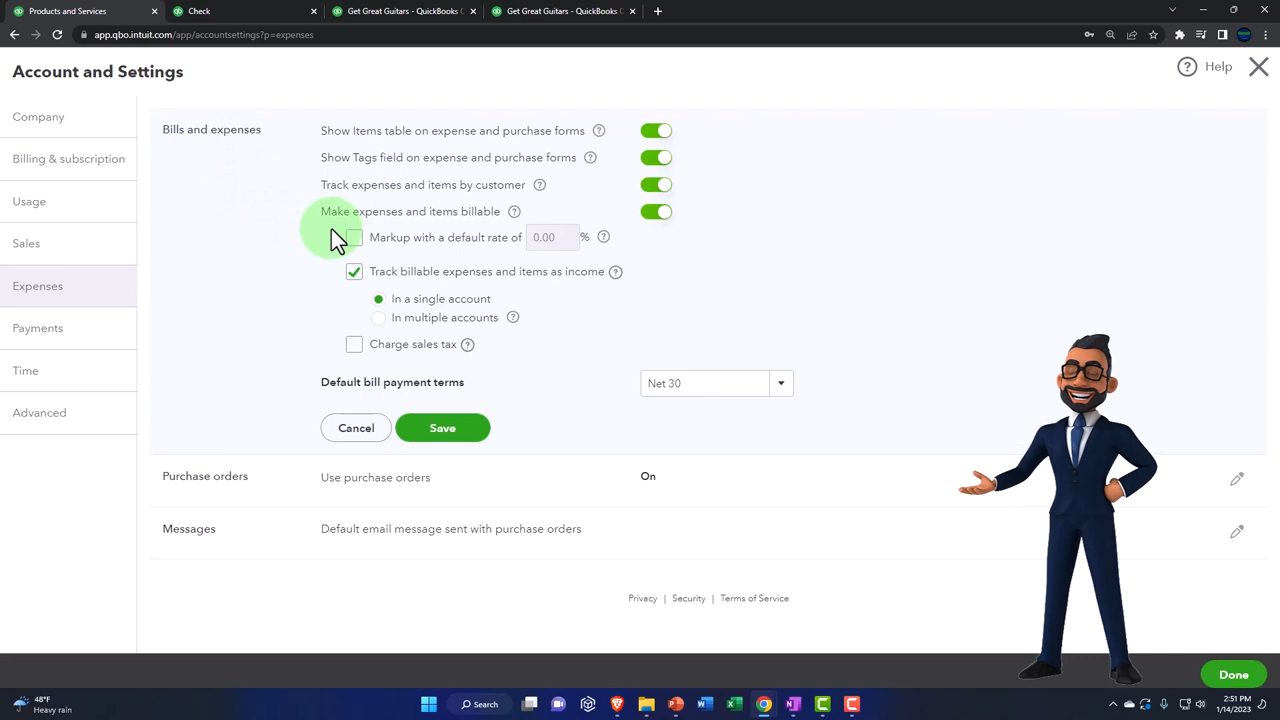 Products and Services
Check
Get Great Guitars - QuickBooks C
Get Great Guitars - QuickBooks C
app.qbo.intuit.com/app/accountsettings?p=expenses
Account and Settings
Help
Company
Billing & subscription
Usage
Sales
Expenses
Payments
Time
Advanced
Bills and expenses
Show Items table on expense and purchase forms
Show Tags field on expense and purchase forms
Track expenses and items by customer
Make expenses and items billable
Markup with a default rate of 0.00 %
Track billable expenses and items as income
In a single account
In multiple accounts
Charge sales tax
Default bill payment terms Net 30
Cancel Save
Purchase orders Use purchase orders On
Messages Default email message sent with purchase orders
Privacy | Security | Terms of Service
Done
48°F
Heavy rain
Search
2:51 PM
1/14/2023